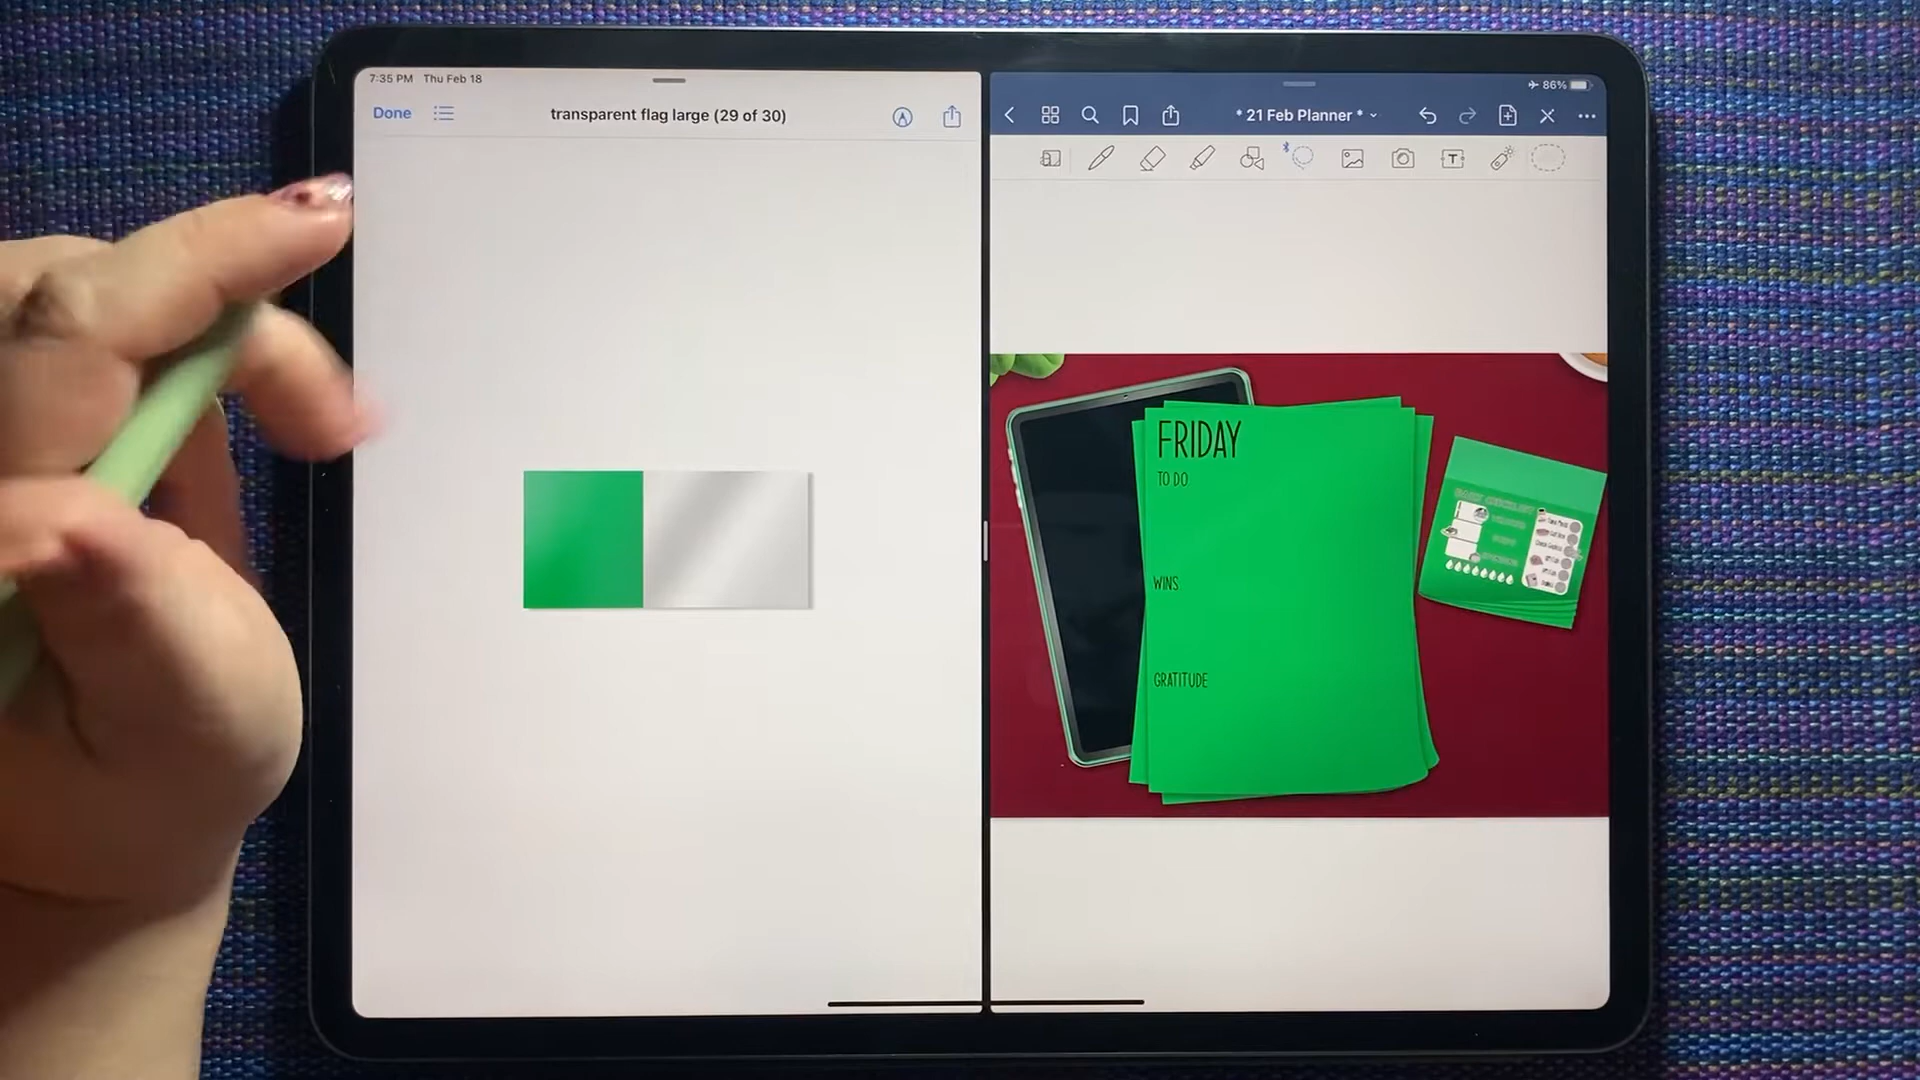 7:35 PM Thu Feb 18
Done
transparent flag large (29 of 30)
86%
* 21 Feb Planner *
T
FRIDAY
TO DO
WINS
GRATITUDE